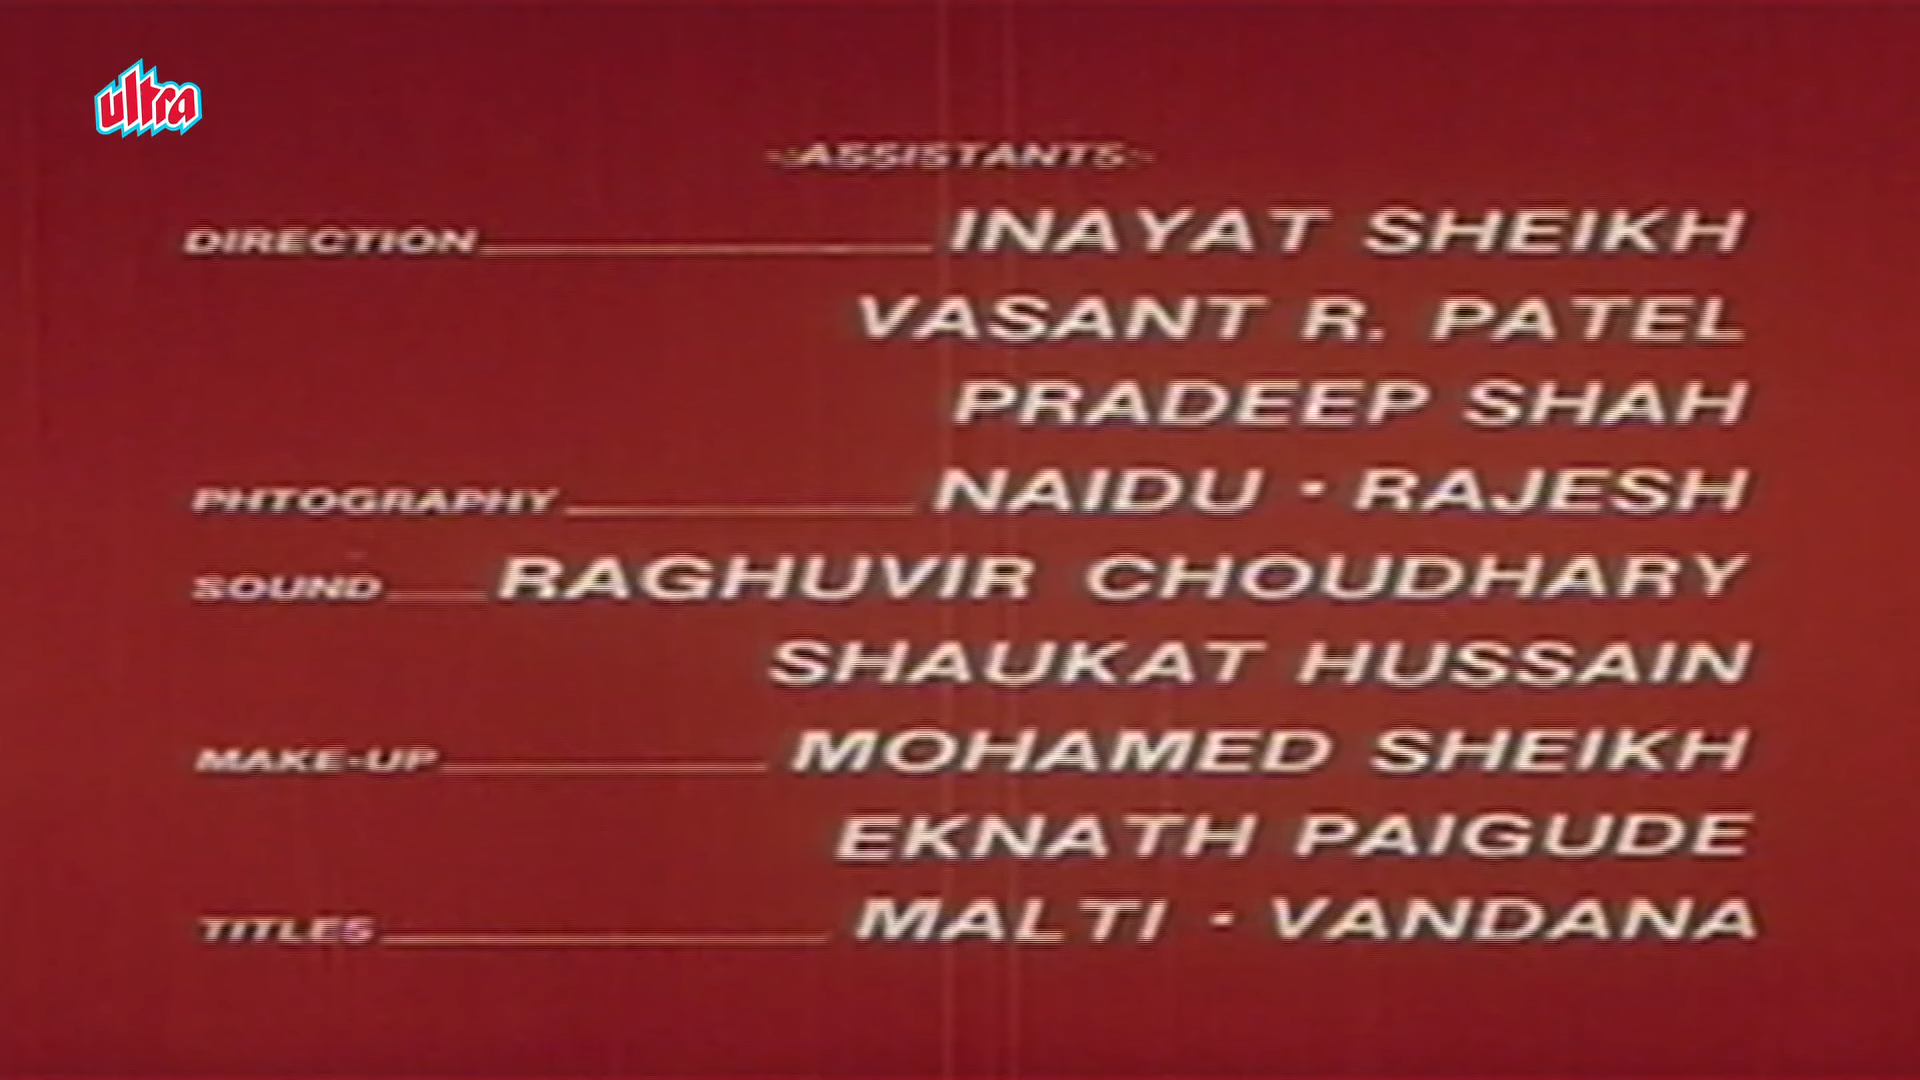 ultra
-:ASSISTANTS:-
DIRECTION INAYAT SHEIKH
VASANT R. PATEL
PRADEEP SHAH
PHTOGRAPHY NAIDU • RAJESH
SOUND RAGHUVIR CHOUDHARY
SHAUKAT HUSSAIN
MAKE-UP MOHAMED SHEIKH
EKNATH PAIGUDE
TITLES MALTI • VANDANA